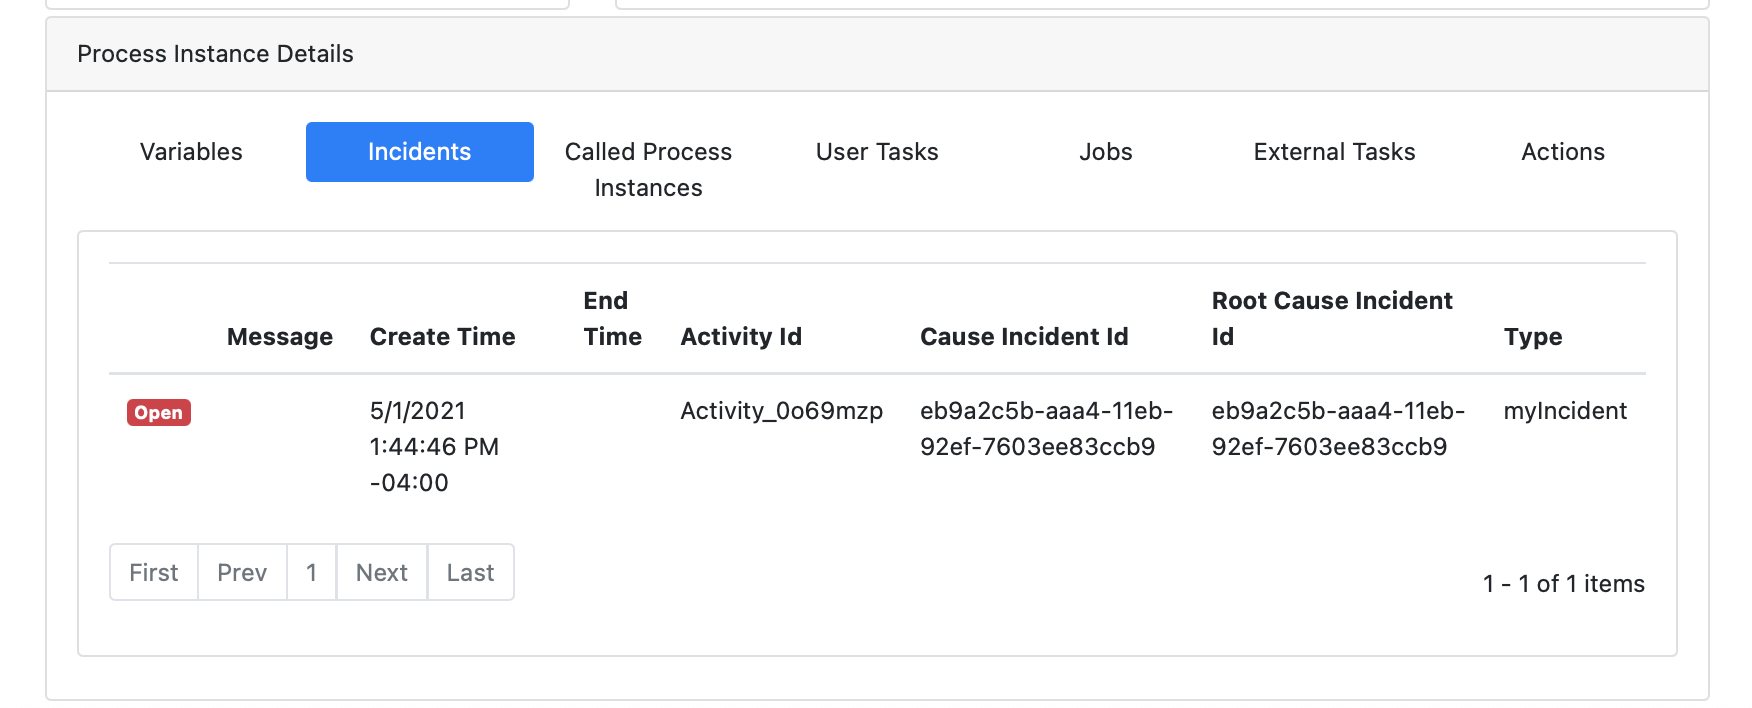 Process Instance Details
Variables
Incidents
Called Process
Instances
User Tasks
Jobs
External Tasks
Actions
Message
Create Time
End
Time
Activity Id
Cause Incident Id
Root Cause Incident
Id
Type
Open
5/1/2021
1:44:46 PM
-04:00
Activity_0o69mzp
eb9a2c5b-aaa4-11eb-
92ef-7603ee83ccb9
eb9a2c5b-aaa4-11eb-
92ef-7603ee83ccb9
myIncident
First
Prev
1
Next
Last
1 - 1 of 1 items